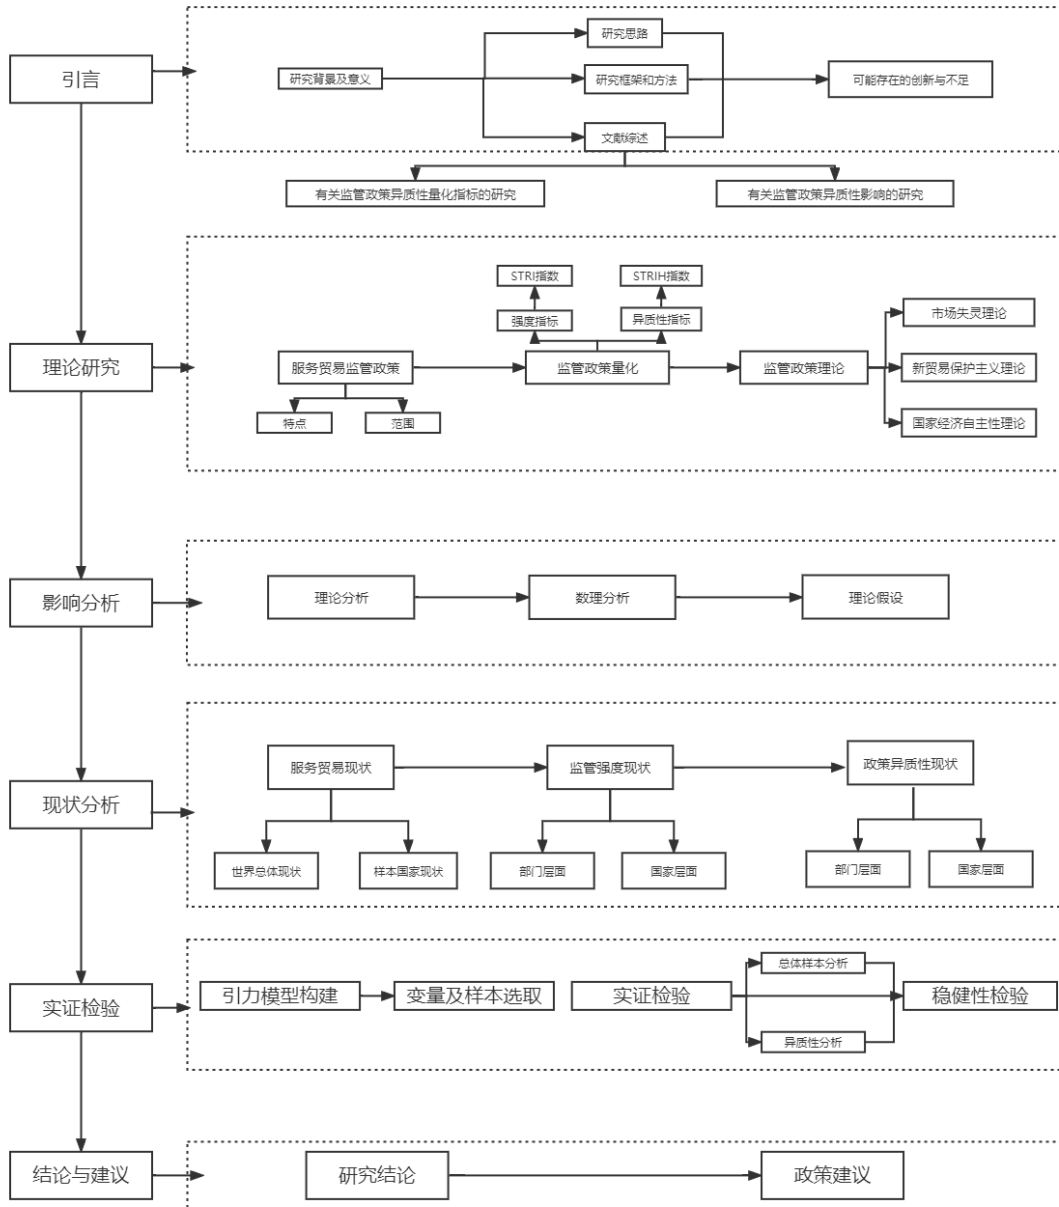 引言
研究背景及意义
研究思路
研究框架和方法
文献综述
可能存在的创新与不足
有关监管政策异质性量化指标的研究
有关监管政策异质性影响的研究
理论研究
服务贸易监管政策
特点
范围
STRI指数
强度指标
STRIH指数
异质性指标
监管政策量化
监管政策理论
市场失灵理论
新贸易保护主义理论
国家经济自主性理论
影响分析
理论分析
数理分析
理论假设
现状分析
服务贸易现状
世界总体现状
样本国家现状
监管强度现状
部门层面
国家层面
政策异质性现状
部门层面
国家层面
实证检验
引力模型构建
变量及样本选取
实证检验
总体样本分析
异质性分析
稳健性检验
结论与建议
研究结论
政策建议